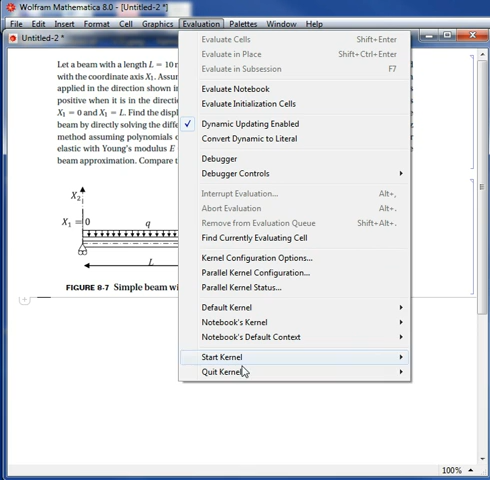 Wolfram Mathematica 8.0 - [Untitled-2 *]
File Edit Insert Format Cell Graphics Evaluation Palettes Window Help
Untitled-2 *
Let a beam with a length L = 10 m
with the coordinate axis X₁. Assu
applied in the direction shown in
positive when it is in the directio
X₁ = 0 and X₁ = L. Find the disp
beam by directly solving the diffe
method assuming polynomials o
elastic with Young's modulus E
beam approximation. Compare t
X₂
X₁ = 0
q
L
FIGURE 8-7 Simple beam wi
Evaluate Cells Shift+Enter
Evaluate in Place Shift+Ctrl+Enter
Evaluate in Subsession F7
Evaluate Notebook
Evaluate Initialization Cells
Dynamic Updating Enabled
Convert Dynamic to Literal
Debugger
Debugger Controls
Interrupt Evaluation... Alt+,
Abort Evaluation Alt+.
Remove from Evaluation Queue Shift+Alt+.
Find Currently Evaluating Cell
Kernel Configuration Options...
Parallel Kernel Configuration...
Parallel Kernel Status...
Default Kernel
Notebook's Kernel
Notebook's Default Context
Start Kernel
Quit Kernel
100%